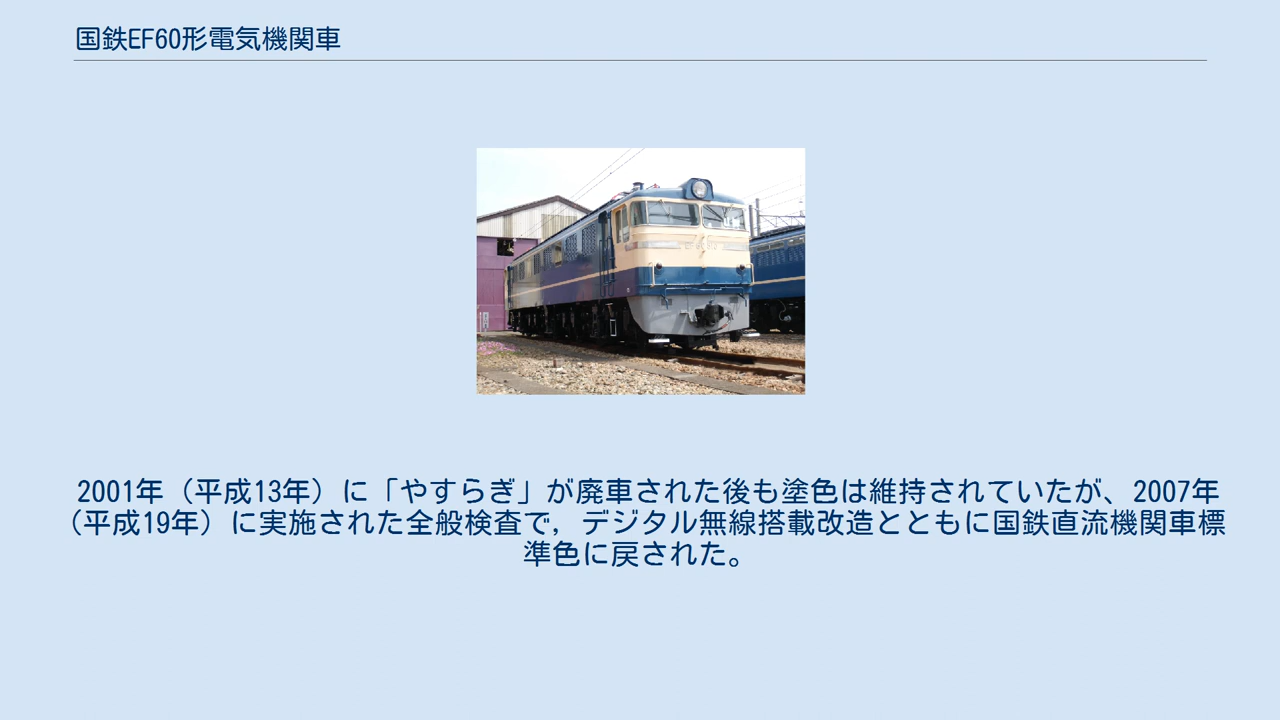 国鉄EF60形電気機関車
2001年（平成13年）に「やすらぎ」が廃車された後も塗色は維持されていたが、2007年
（平成19年）に実施された全般検査で，デジタル無線搭載改造とともに国鉄直流機関車標
準色に戻された。